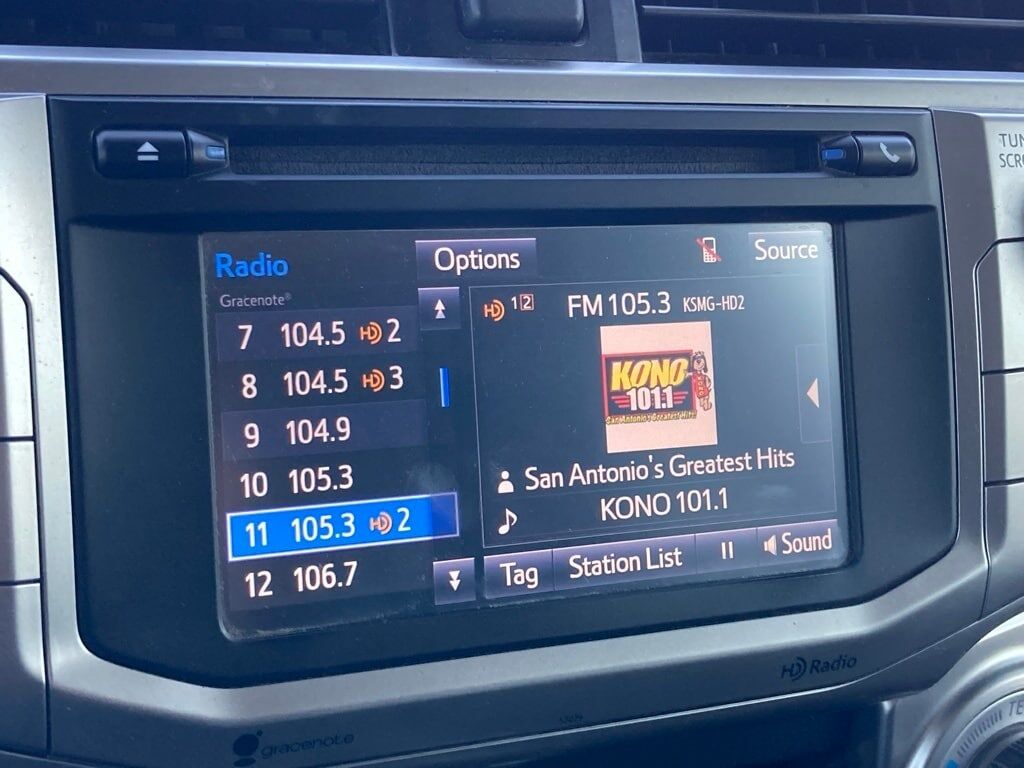 TUN
SCRO
Radio
Options
Source
Gracenote®
7 104.5 HD 2
8 104.5 HD 3
9 104.9
10 105.3
11 105.3 HD 2
12 106.7
HD 1 2 FM 105.3 KSMG-HD2
KONO
101.1
San Antonio's Greatest Hits!
San Antonio's Greatest Hits
KONO 101.1
Tag
Station List
Sound
HD Radio
gracenote
TE